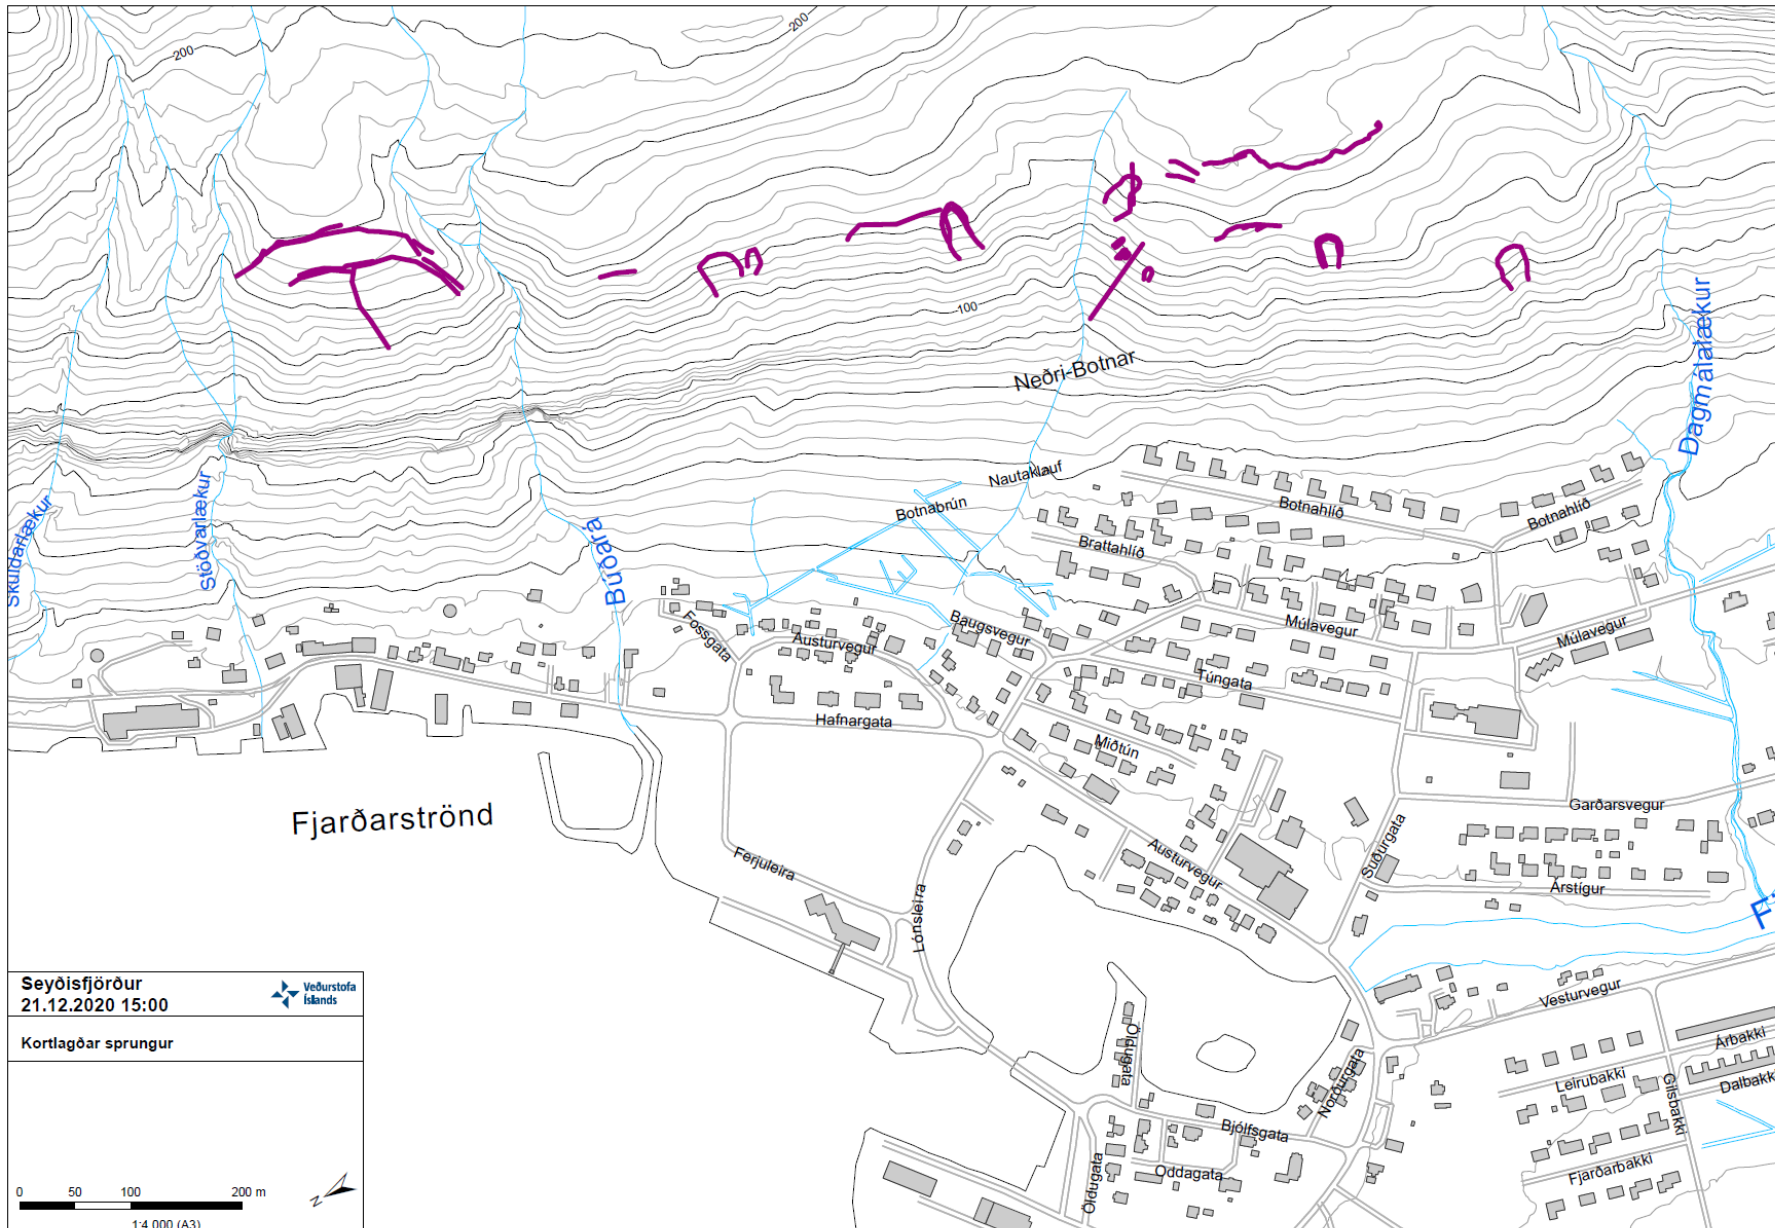 200
200
100
Neðri-Botnar
Dagmálalækur
Nautaklauf
Botnabrún
Botnahlíð
Botnahlíð
Brattahlíð
Skuldarlækur
Stöðvarlækur
Búðará
Fossgata
Austurvegur
Baugsvegur
Múlavegur
Múlavegur
Túngata
Hafnargata
Miðtún
Garðarsvegur
Fjarðarströnd
Ferjuleira
Lónsleira
Austurvegur
Suðurgata
Árstígur
Vesturvegur
Öldugata
Norðurgata
Árbakki
Leirubakki
Gilsbakki
Dalbakki
Bjólfsgata
Öldugata
Oddagata
Fjarðarbakki
Seyðisfjörður
21.12.2020 15:00
Veðurstofa
Íslands
Kortlagðar sprungur
0 50 100 200 m
1:4 000 (A3)
N